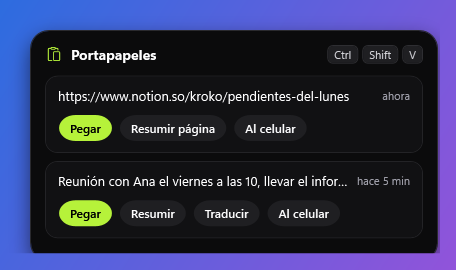 Portapapeles Ctrl Shift V
https://www.notion.so/kroko/pendientes-del-lunes ahora
Pegar Resumir página Al celular
Reunión con Ana el viernes a las 10, llevar el infor... hace 5 min
Pegar Resumir Traducir Al celular